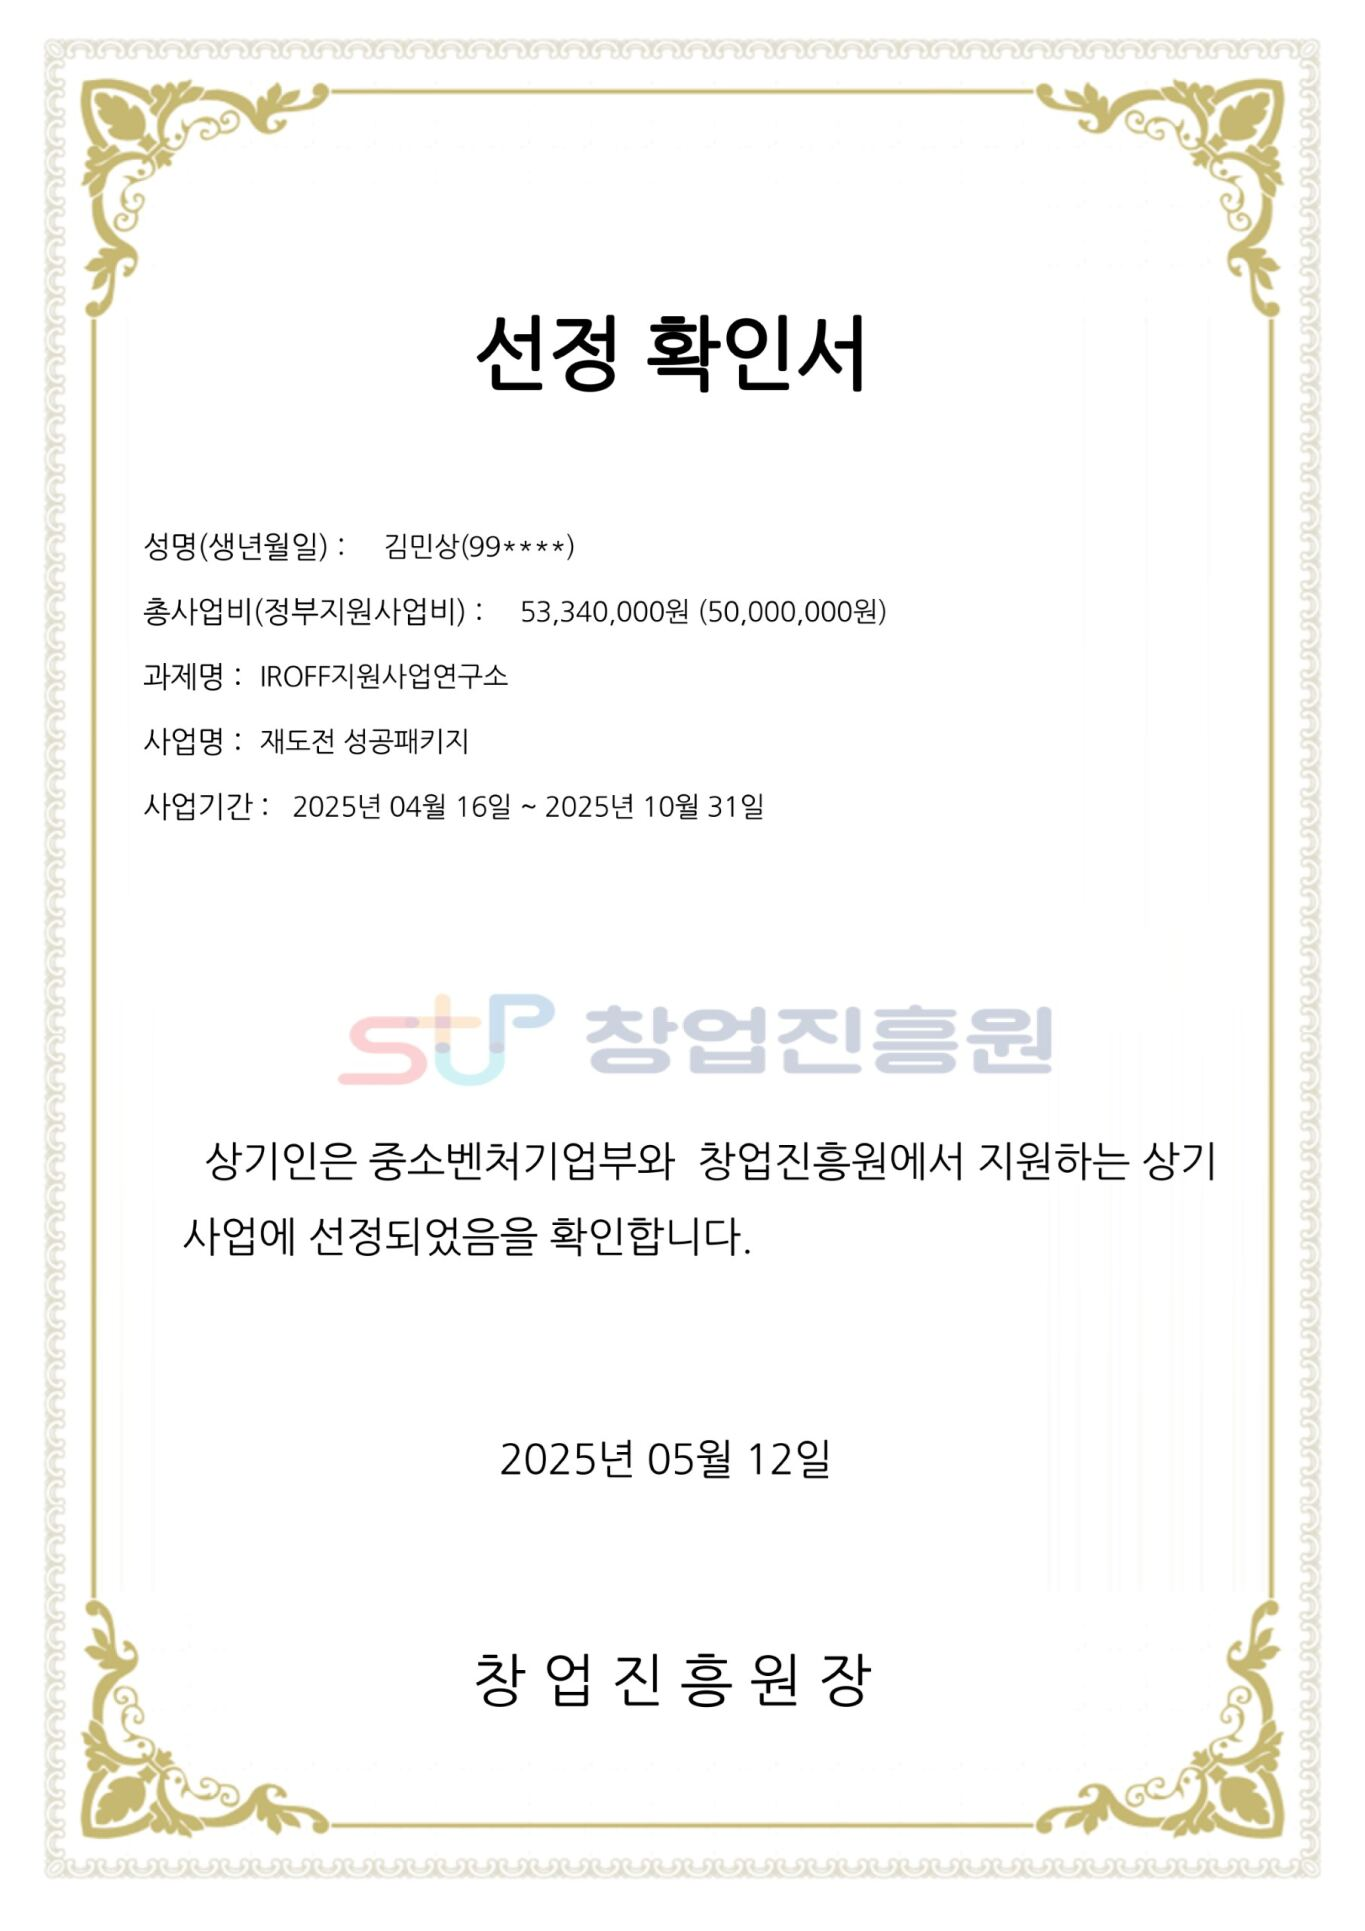 선정 확인서
성명(생년월일) : 김민상(99****)
총사업비(정부지원사업비) : 53,340,000원 (50,000,000원)
과제명 : IROFF지원사업연구소
사업명 : 재도전 성공패키지
사업기간 : 2025년 04월 16일 ~ 2025년 10월 31일
stUP 창업진흥원
상기인은 중소벤처기업부와 창업진흥원에서 지원하는 상기
사업에 선정되었음을 확인합니다.
2025년 05월 12일
창 업 진 흥 원 장